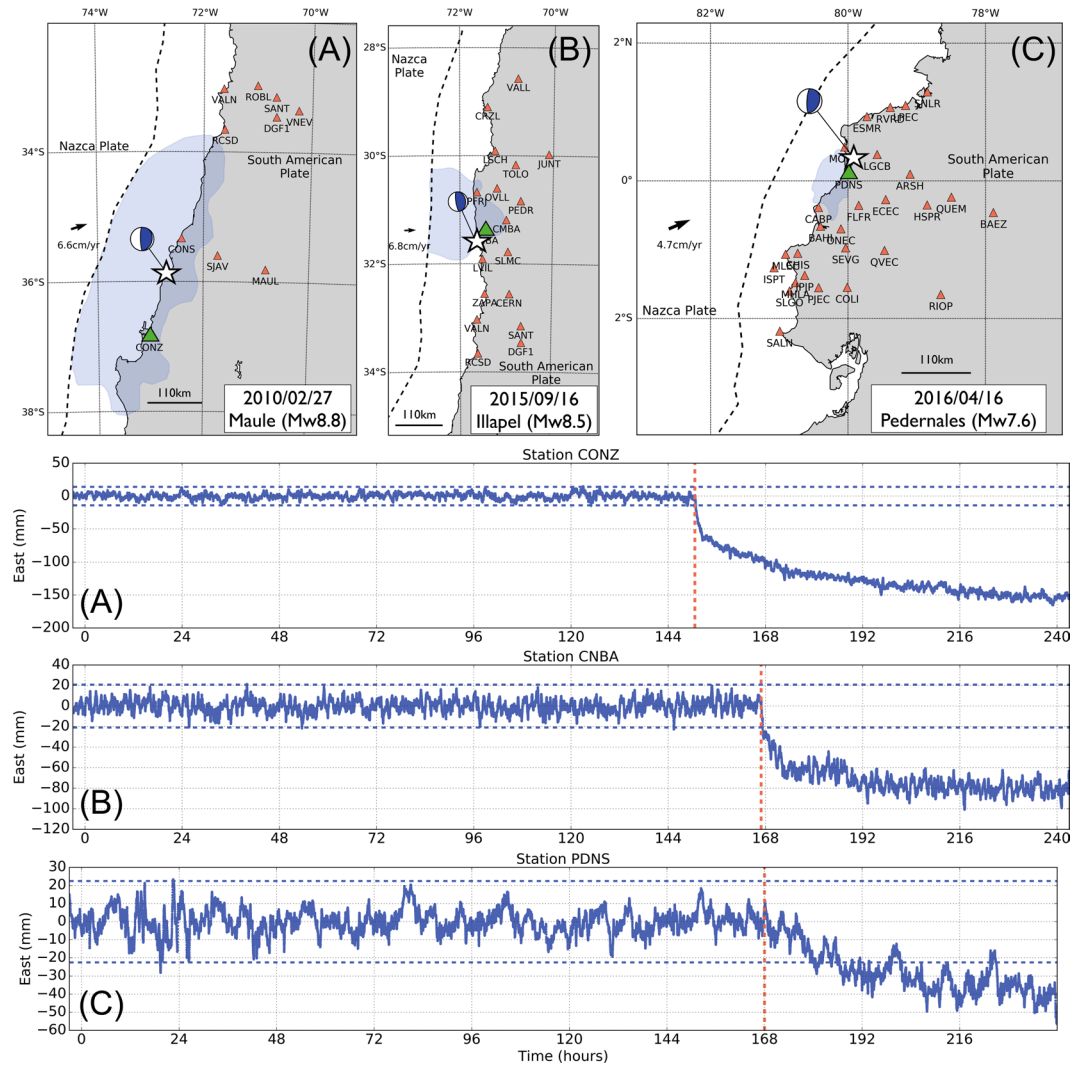 74°W
72°W
70°W
(A)
VALN
ROBL
SANT
VNEV
DGF1
RCSD
34°S
Nazca Plate
South American
Plate
6.6cm/yr
CONS
SJAV
MAUL
36°S
CONZ
110km
38°S
2010/02/27
Maule (Mw8.8)
72°W
70°W
(B)
28°S
Nazca
Plate
VALL
CRZL
30°S
LSCH
JUNT
TOLO
PFRJ
OVLL
PEDR
CMBA
6.8cm/yr
BA
32°S
LVIL
SLMC
ZAPA
CERN
VALN
SANT
DGF1
RCSD
34°S
South American
Plate
110km
2015/09/16
Illapel (Mw8.5)
82°W
80°W
78°W
(C)
2°N
SNLR
RVRD
ESMR
ALGCB
South American
Plate
0°
PDNS
ARSH
CABP
FLFR
ECEC
HSPR
QUEM
BAEZ
BAHI
ONEC
4.7cm/yr
SEVG
QVEC
ISPT
PJEC
COLI
RIOP
SLGO
Nazca Plate
2°S
SALN
110km
2016/04/16
Pedernales (Mw7.6)
Station CONZ
50
0
−50
−100
−150
−200
East (mm)
(A)
0 24 48 72 96 120 144 168 192 216 240
Station CNBA
40
20
0
−20
−40
−60
−80
−100
−120
East (mm)
(B)
0 24 48 72 96 120 144 168 192 216 240
Station PDNS
30
20
10
0
−10
−20
−30
−40
−50
−60
East (mm)
(C)
0 24 48 72 96 120 144 168 192 216 240
Time (hours)